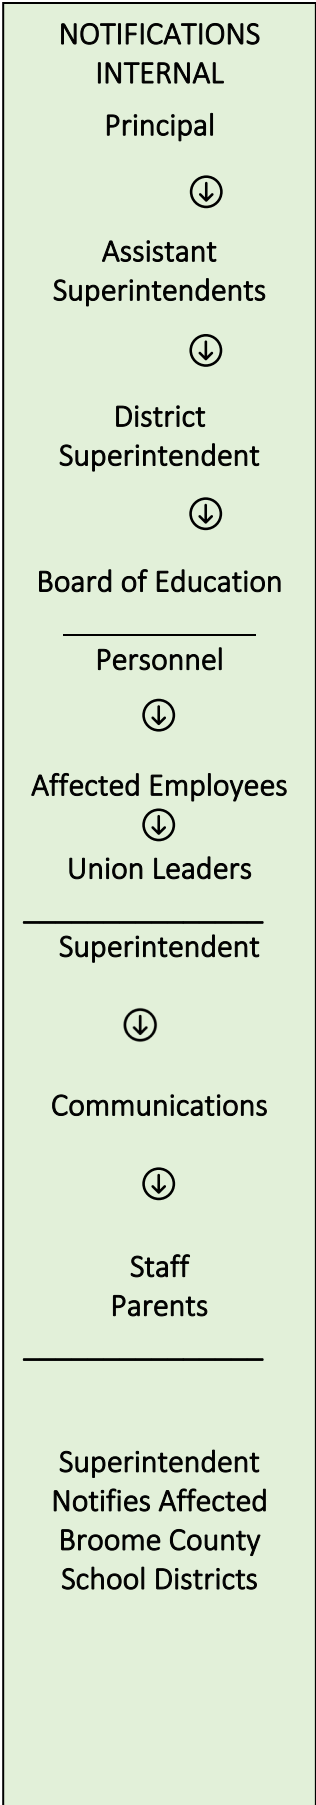 NOTIFICATIONS
INTERNAL
Principal
Assistant
Superintendents
District
Superintendent
Board of Education
Personnel
Affected Employees
Union Leaders
Superintendent
Communications
Staff
Parents
Superintendent
Notifies Affected
Broome County
School Districts